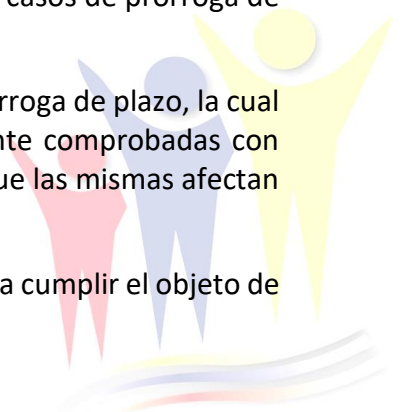 casos de prórroga de
rroga de plazo, la cual
nte comprobadas con
ue las mismas afectan
a cumplir el objeto de